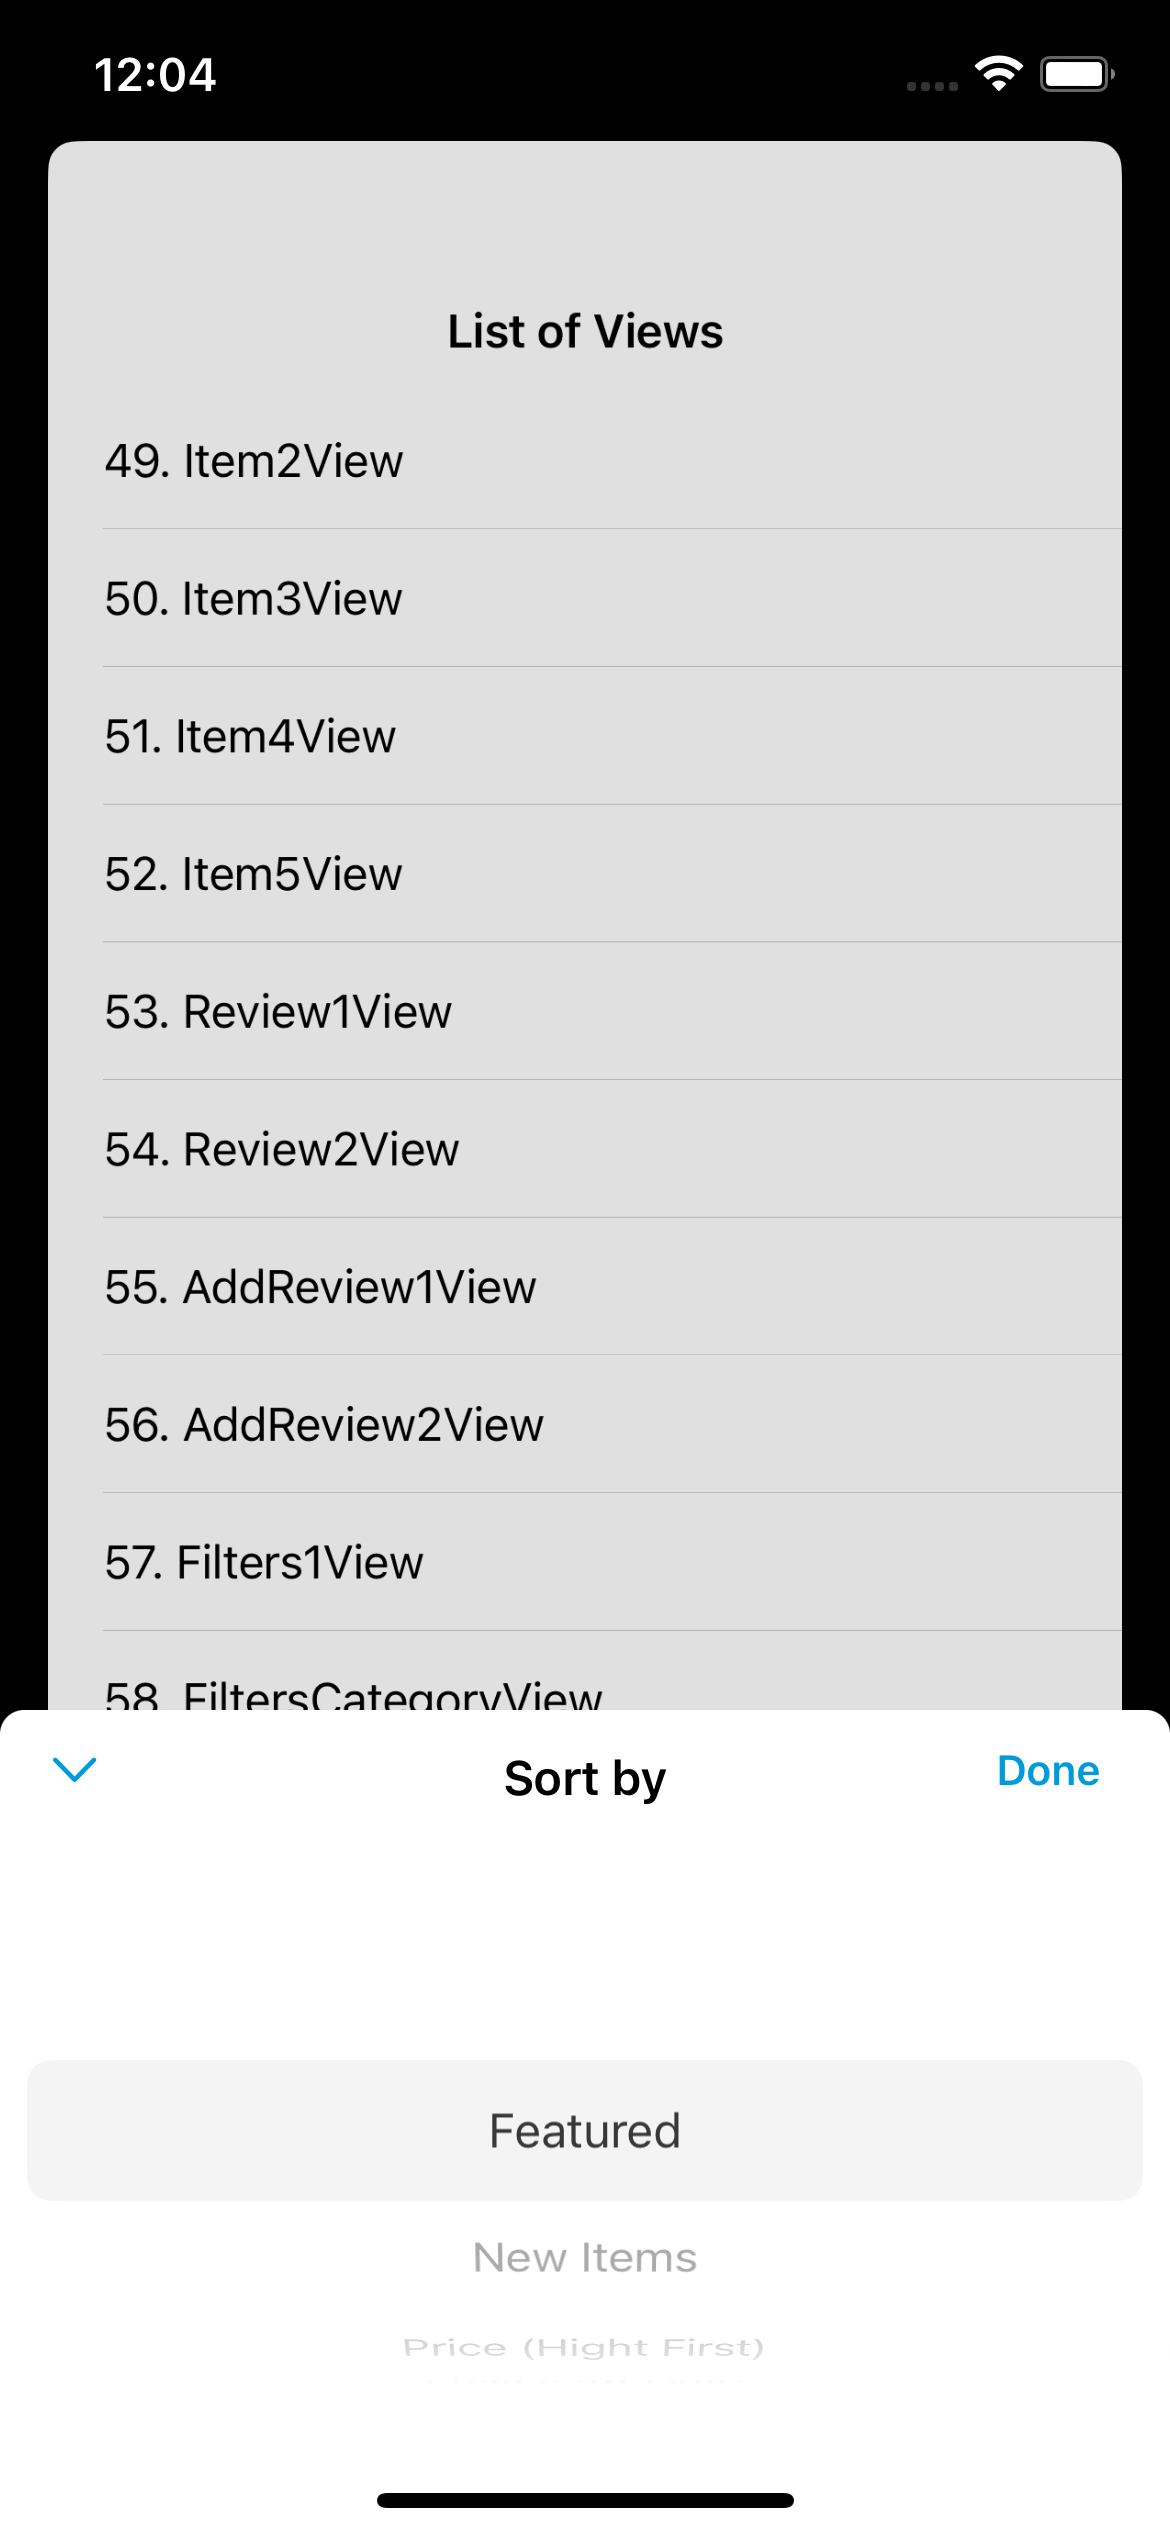 12:04
List of Views
49. Item2View
50. Item3View
51. Item4View
52. Item5View
53. Review1View
54. Review2View
55. AddReview1View
56. AddReview2View
57. Filters1View
58. FiltersCategoryView
Sort by
Done
Featured
New Items
Price (Hight First)